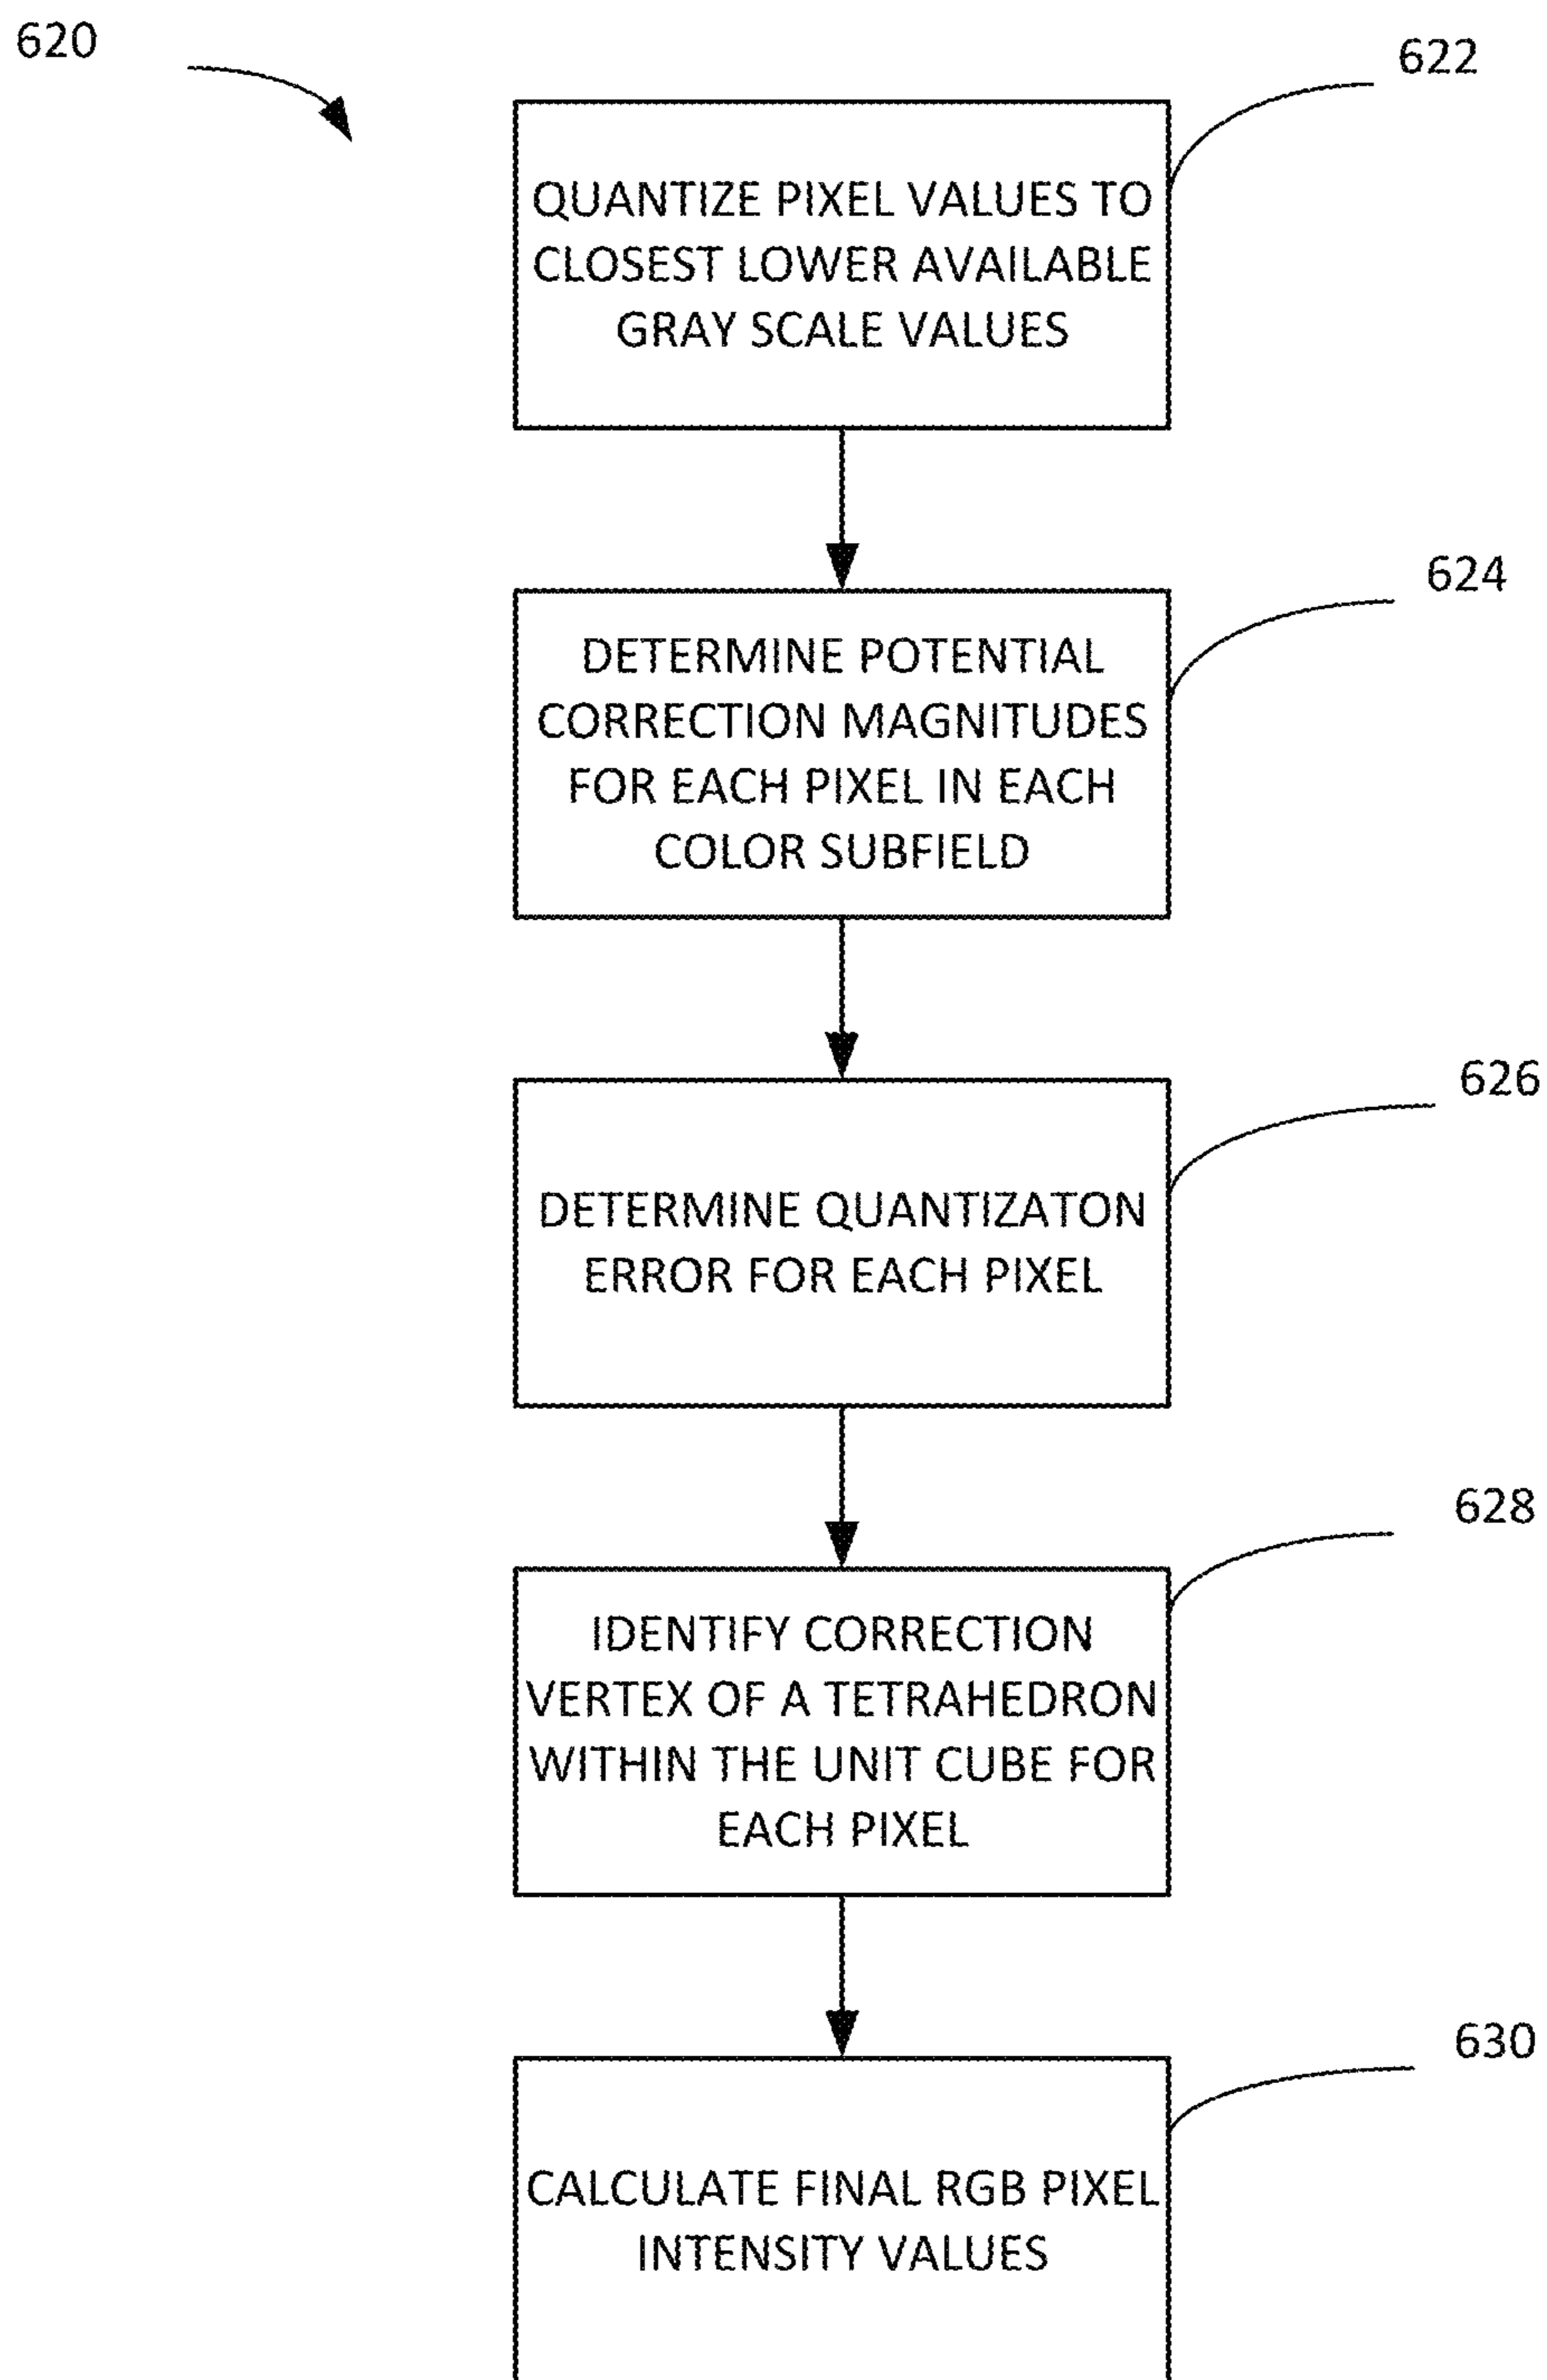 620
622
QUANTIZE PIXEL VALUES TO
CLOSEST LOWER AVAILABLE
GRAY SCALE VALUES
624
DETERMINE POTENTIAL
CORRECTION MAGNITUDES
FOR EACH PIXEL IN EACH
COLOR SUBFIELD
626
DETERMINE QUANTIZATON
ERROR FOR EACH PIXEL
628
IDENTIFY CORRECTION
VERTEX OF A TETRAHEDRON
WITHIN THE UNIT CUBE FOR
EACH PIXEL
630
CALCULATE FINAL RGB PIXEL
INTENSITY VALUES